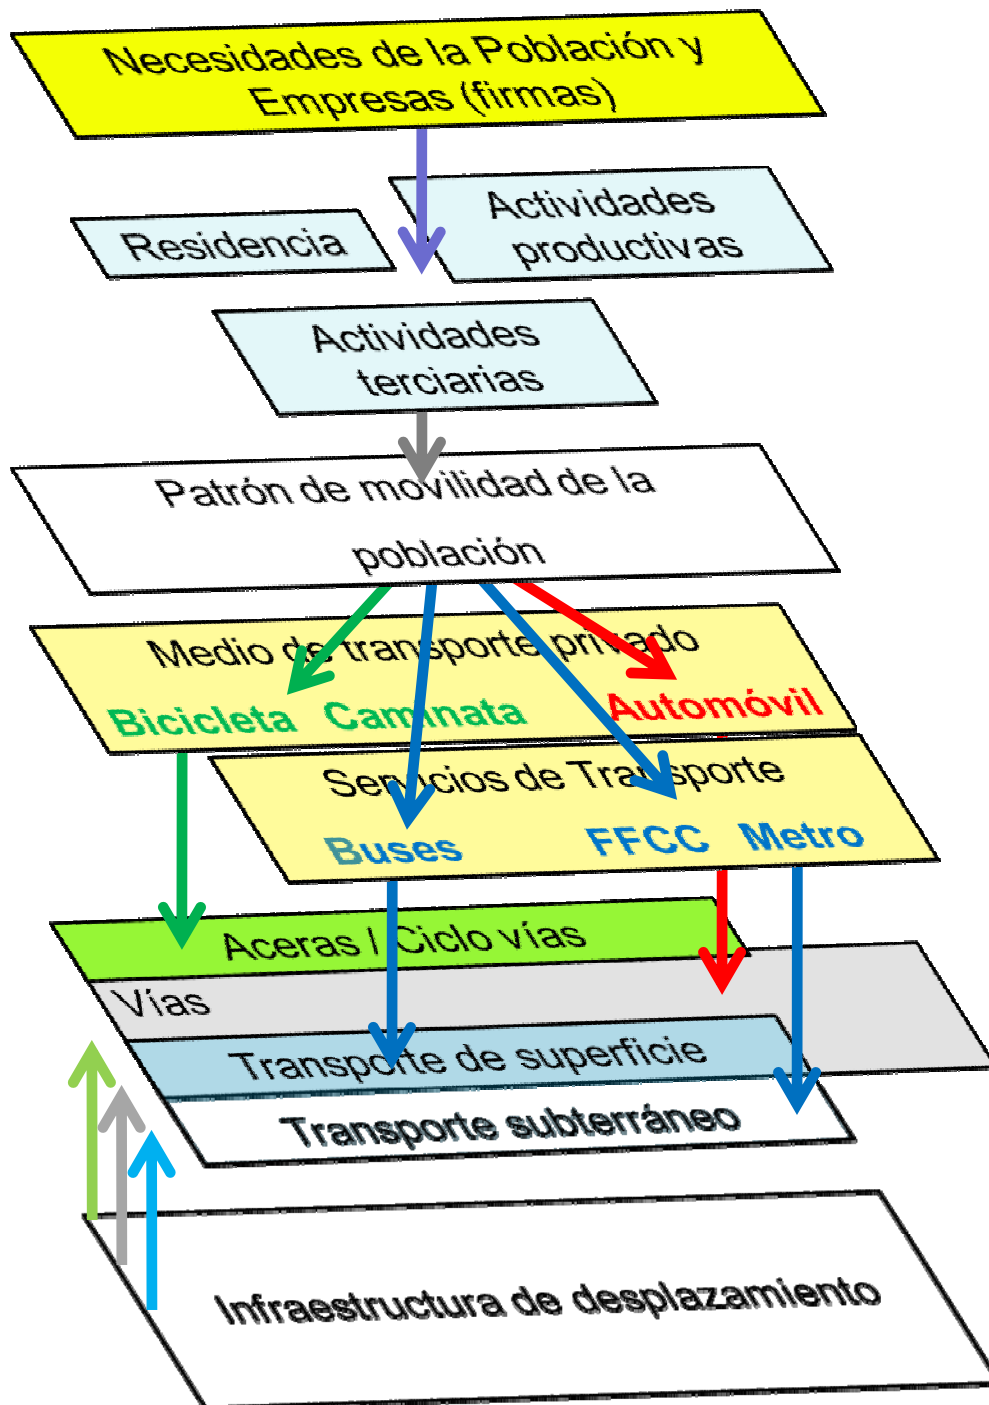 Necesidades de la Población y
Empresas (firmas)
Residencia
Actividades
productivas
Actividades
terciarias
Patrón de movilidad de la
población
Medio de transporte privado
Bicicleta Caminata Automóvil
Servicios de Transporte
Buses FFCC Metro
Aceras / Ciclo vías
Vías
Transporte de superficie
Transporte subterráneo
Infraestructura de desplazamiento